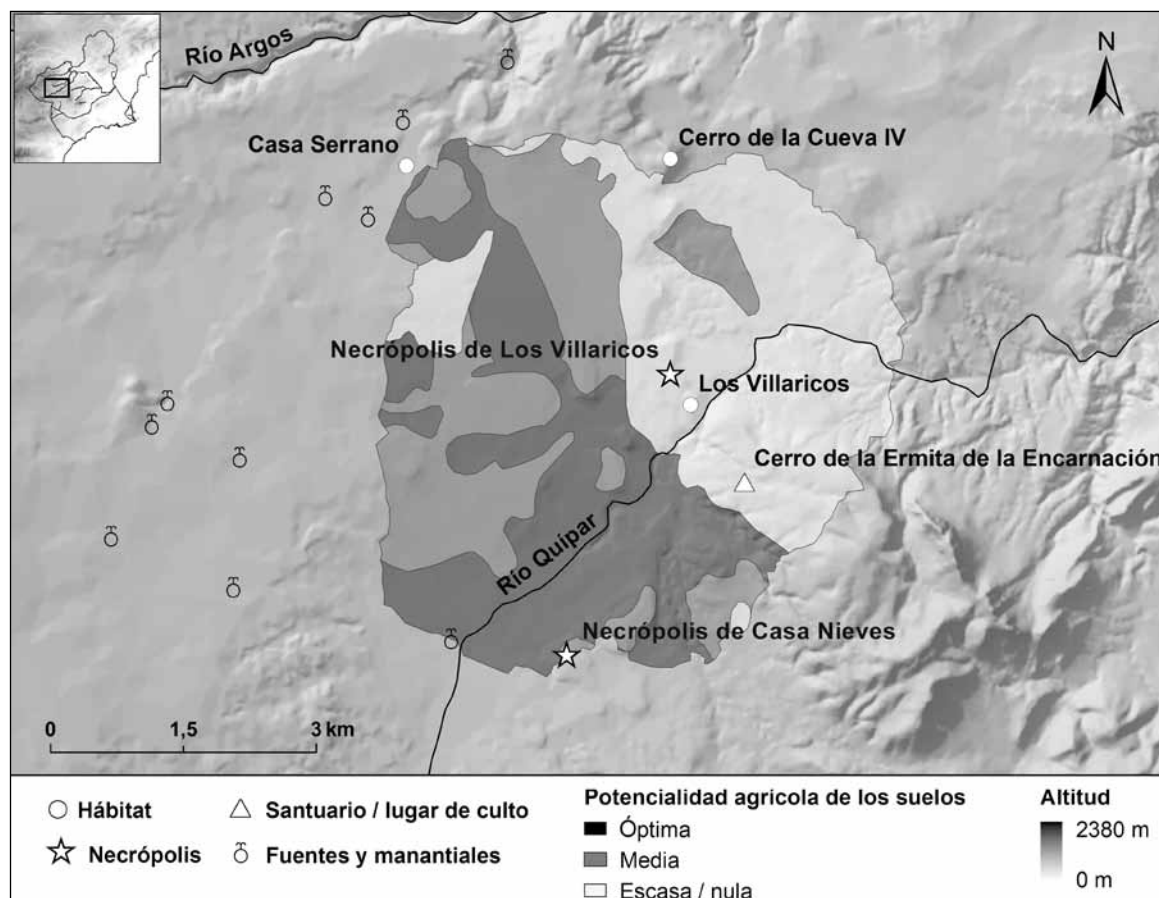 Río Argos
N
Casa Serrano
Cerro de la Cueva IV
Necrópolis de Los Villaricos
Los Villaricos
Cerro de la Ermita de la Encarnación
Río Quipar
Necrópolis de Casa Nieves
0 1,5 3 km
Hábitat
Santuario / lugar de culto
Necrópolis
Fuentes y manantiales
Potencialidad agricola de los suelos
Óptima
Media
Escasa / nula
Altitud
2380 m
0 m